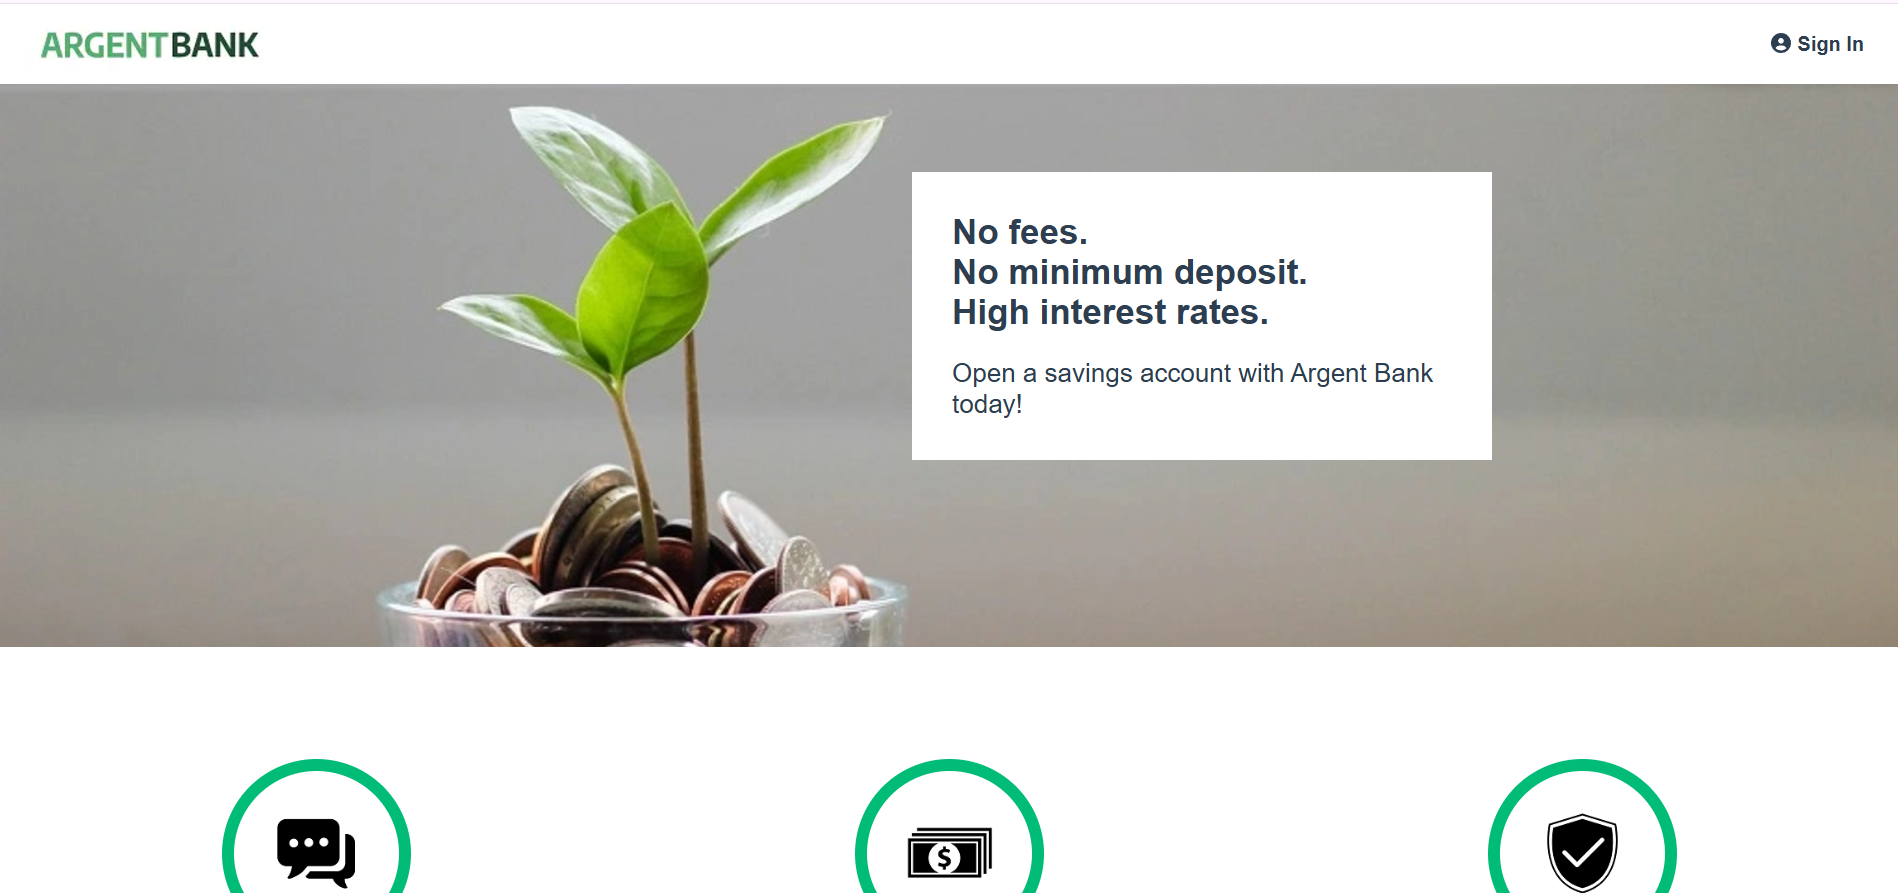 ARGENTBANK
Sign In
No fees.
No minimum deposit.
High interest rates.
Open a savings account with Argent Bank
today!
$